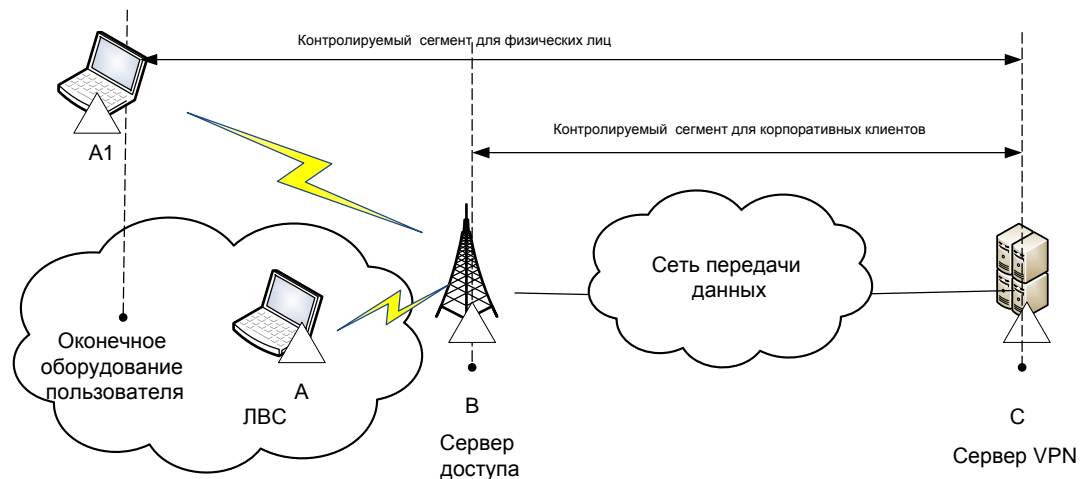 Контролируемый сегмент для физических лиц
Контролируемый сегмент для корпоративных клиентов
А1
Сеть передачи
данных
Оконечное
оборудование
пользователя
А
ЛВС
В
Сервер
доступа
С
Сервер VPN